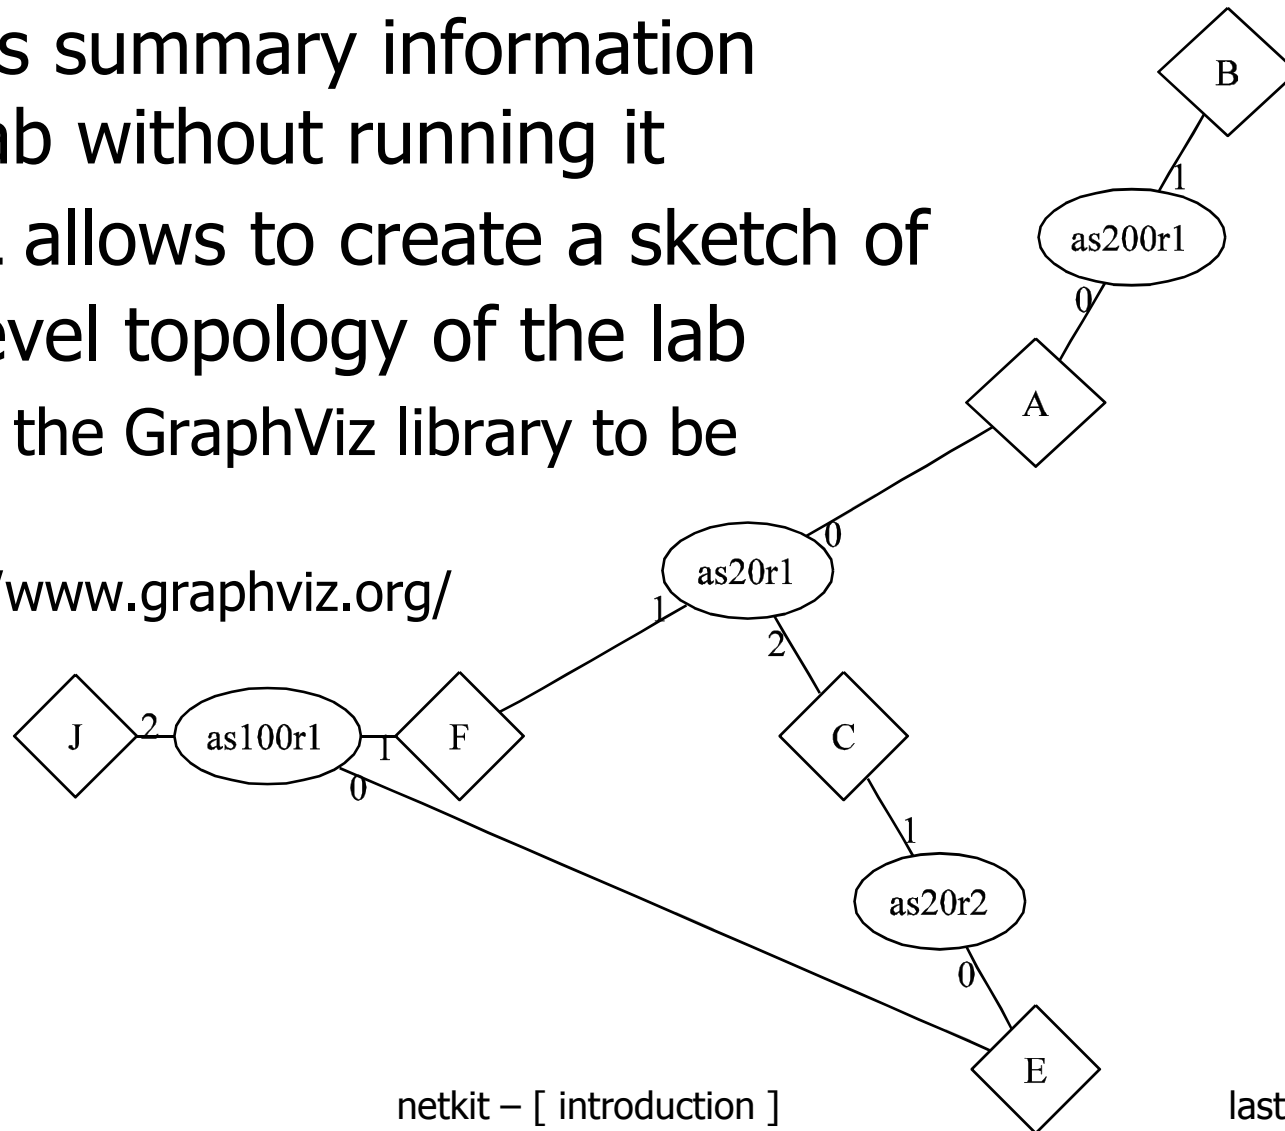 s summary information
ab without running it
allows to create a sketch of
evel topology of the lab
the GraphViz library to be
/www.graphviz.org/
B
1
as200r1
0
A
0
as20r1
1
2
J
2
as100r1
1
F
C
0
1
as20r2
0
E
netkit – [ introduction ]
last